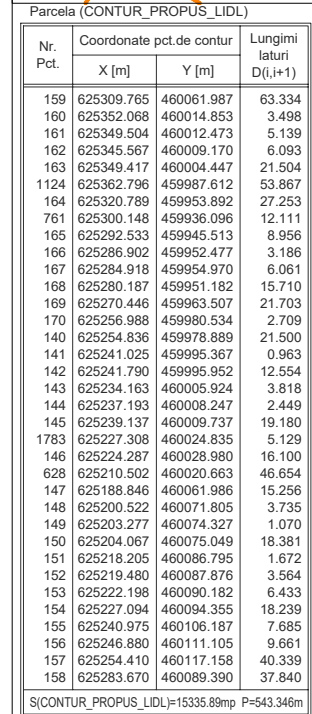 Parcela (CONTUR_PROPUS_LIDL)
Nr. Pct. Coordonate pct.de contur Lungimi laturi D(i,i+1)
X [m] Y [m]
159 625309.765 460061.987 63.334
160 625352.068 460014.853 3.498
161 625349.504 460012.473 5.139
162 625345.567 460009.170 6.093
163 625349.417 460004.447 21.504
1124 625362.796 459987.612 53.867
164 625320.789 459953.892 27.253
761 625300.148 459936.096 12.111
165 625292.533 459945.513 8.956
166 625286.902 459952.477 3.186
167 625284.918 459954.970 6.061
168 625280.187 459951.182 15.710
169 625270.446 459963.507 21.703
170 625256.988 459980.534 2.709
140 625254.836 459978.889 21.500
141 625241.025 459995.367 0.963
142 625241.790 459995.952 12.554
143 625234.163 460005.924 3.818
144 625237.193 460008.247 2.449
145 625239.137 460009.737 19.180
1783 625227.308 460024.835 5.129
146 625224.287 460028.980 16.100
628 625210.502 460020.663 46.654
147 625188.846 460061.986 15.256
148 625200.522 460071.805 3.735
149 625203.277 460074.327 1.070
150 625204.067 460075.049 18.381
151 625218.205 460086.795 1.672
152 625219.480 460087.876 3.564
153 625222.198 460090.182 6.433
154 625227.094 460094.355 18.239
155 625240.975 460106.187 7.685
156 625246.880 460111.105 9.661
157 625254.410 460117.158 40.339
158 625283.670 460089.390 37.840
S(CONTUR_PROPUS_LIDL)=15335.89mp P=543.346m